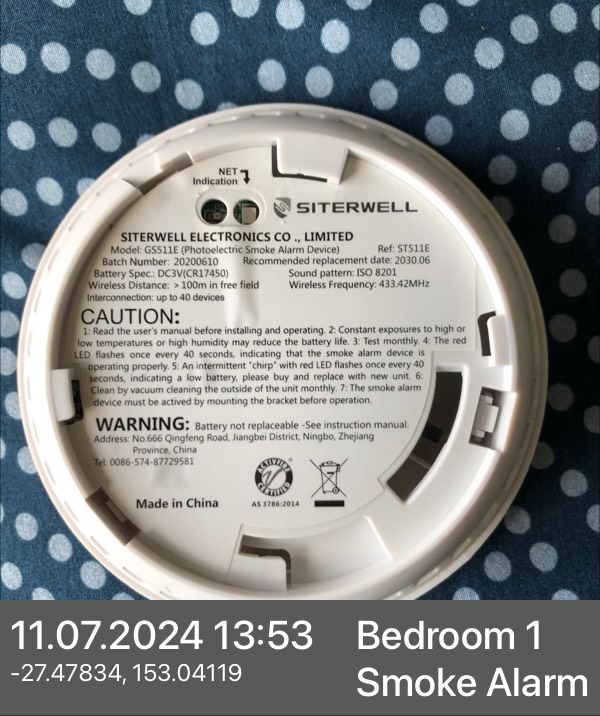 NET
Indication
SITERWELL
SITERWELL ELECTRONICS CO ., LIMITED
Model: GS511E (Photoelectric Smoke Alarm Device) Ref: ST511E
Batch Number: 20200610 Recommended replacement date: 2030.06
Battery Spec.: DC3V(CR17450) Sound pattern: ISO 8201
Wireless Distance: > 100m in free field Wireless Frequency: 433.42MHz
Interconnection: up to 40 devices
CAUTION:
1: Read the user's manual before installing and operating. 2: Constant exposures to high or
low temperatures or high humidity may reduce the battery life. 3: Test monthly. 4: The red
LED flashes once every 40 seconds, indicating that the smoke alarm device is
operating properly. 5: An intermittent "chirp" with red LED flashes once every 40
seconds, indicating a low battery, please buy and replace with new unit. 6:
Clean by vacuum cleaning the outside of the unit monthly. 7: The smoke alarm
device must be actived by mounting the bracket before operation.
WARNING: Battery not replaceable -See instruction manual.
Address: No.666 Qingfeng Road, Jiangbei District, Ningbo, Zhejiang
Province, China
Tel: 0086-574-87729581
ACTIVFIRE
CERTIFIED
Made in China
AS 3786:2014
11.07.2024 13:53
-27.47834, 153.04119
Bedroom 1
Smoke Alarm